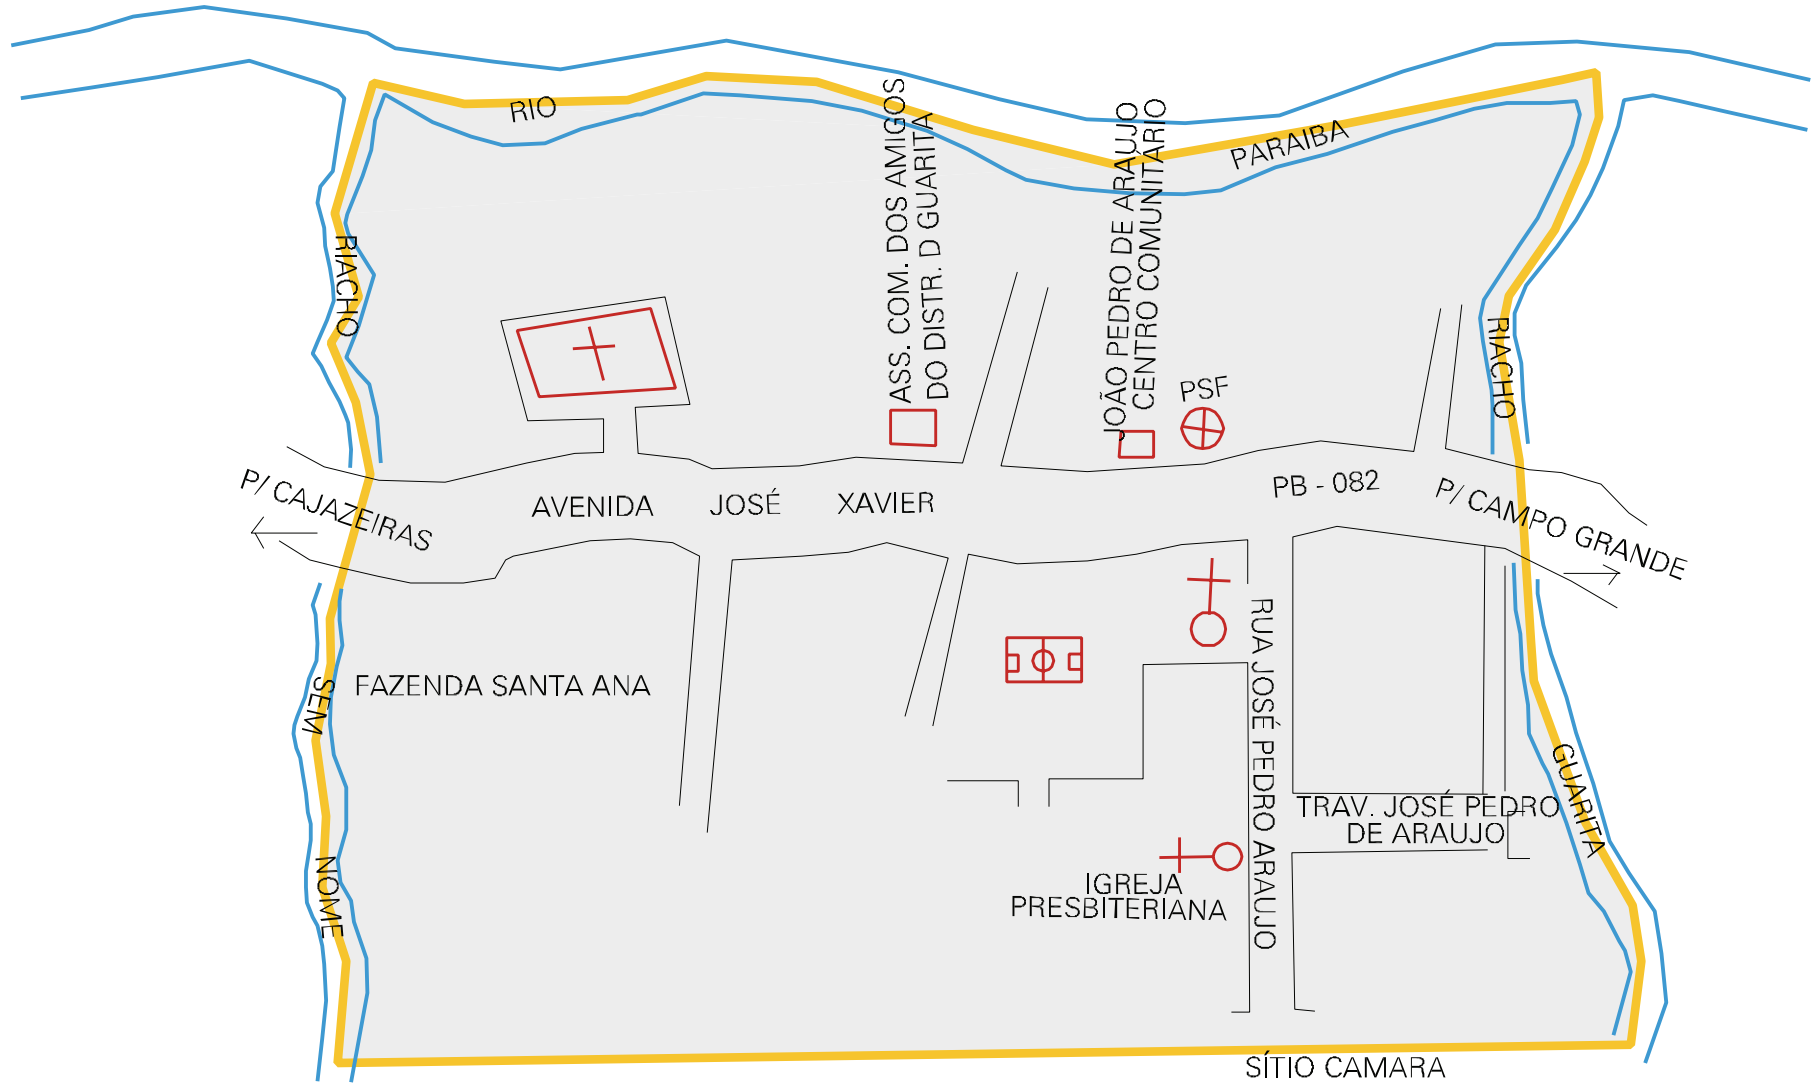 RIO
PARAIBA
ASS. COM. DOS AMIGOS
DO DISTR. D GUARITA
JOÃO PEDRO DE ARAUJO
CENTRO COMUNITÁRIO
RIACHO
RIACHO
PSF
P/ CAJAZEIRAS
AVENIDA JOSÉ XAVIER
PB - 082
P/ CAMPO GRANDE
RUA JOSÉ PEDRO ARAUJO
FAZENDA SANTA ANA
SEM
GUARITA
TRAV. JOSÉ PEDRO
DE ARAUJO
NOME
IGREJA
PRESBITERIANA
SÍTIO CAMARA